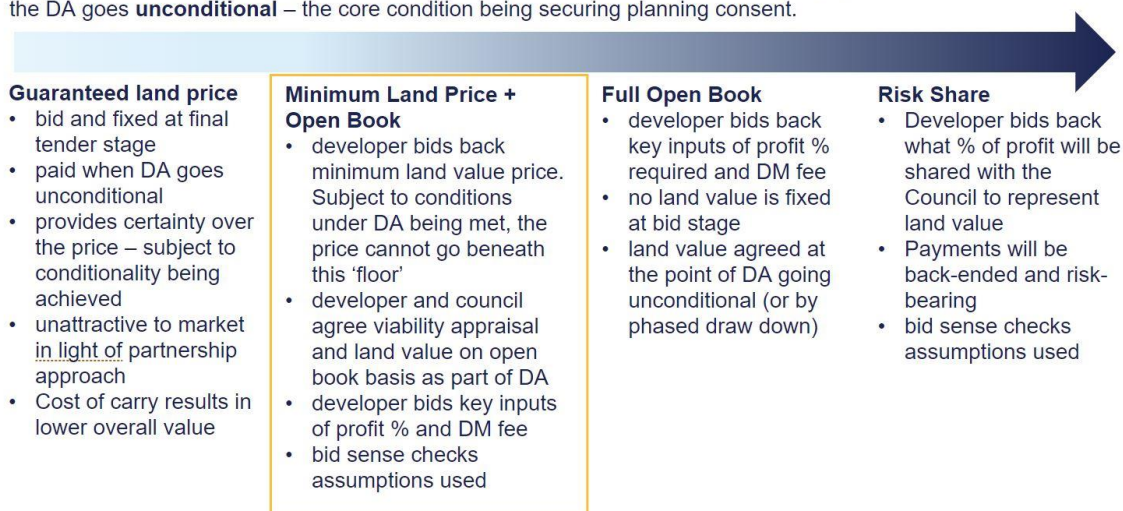 the DA goes unconditional – the core condition being securing planning consent.
Guaranteed land price
• bid and fixed at final
tender stage
• paid when DA goes
unconditional
• provides certainty over
the price – subject to
conditionality being
achieved
• unattractive to market
in light of partnership
approach
• Cost of carry results in
lower overall value
Minimum Land Price +
Open Book
• developer bids back
minimum land value price.
Subject to conditions
under DA being met, the
price cannot go beneath
this ‘floor’
• developer and council
agree viability appraisal
and land value on open
book basis as part of DA
• developer bids key inputs
of profit % and DM fee
• bid sense checks
assumptions used
Full Open Book
• developer bids back
key inputs of profit %
required and DM fee
• no land value is fixed
at bid stage
• land value agreed at
the point of DA going
unconditional (or by
phased draw down)
Risk Share
• Developer bids back
what % of profit will be
shared with the
Council to represent
land value
• Payments will be
back-ended and risk-
bearing
• bid sense checks
assumptions used